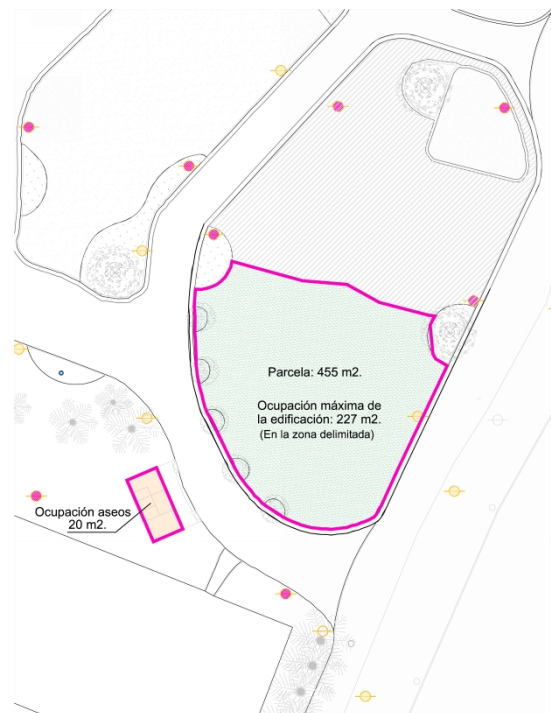 Parcela: 455 m2.
Ocupación máxima de
la edificación: 227 m2.
(En la zona delimitada)
Ocupación aseos
20 m2.